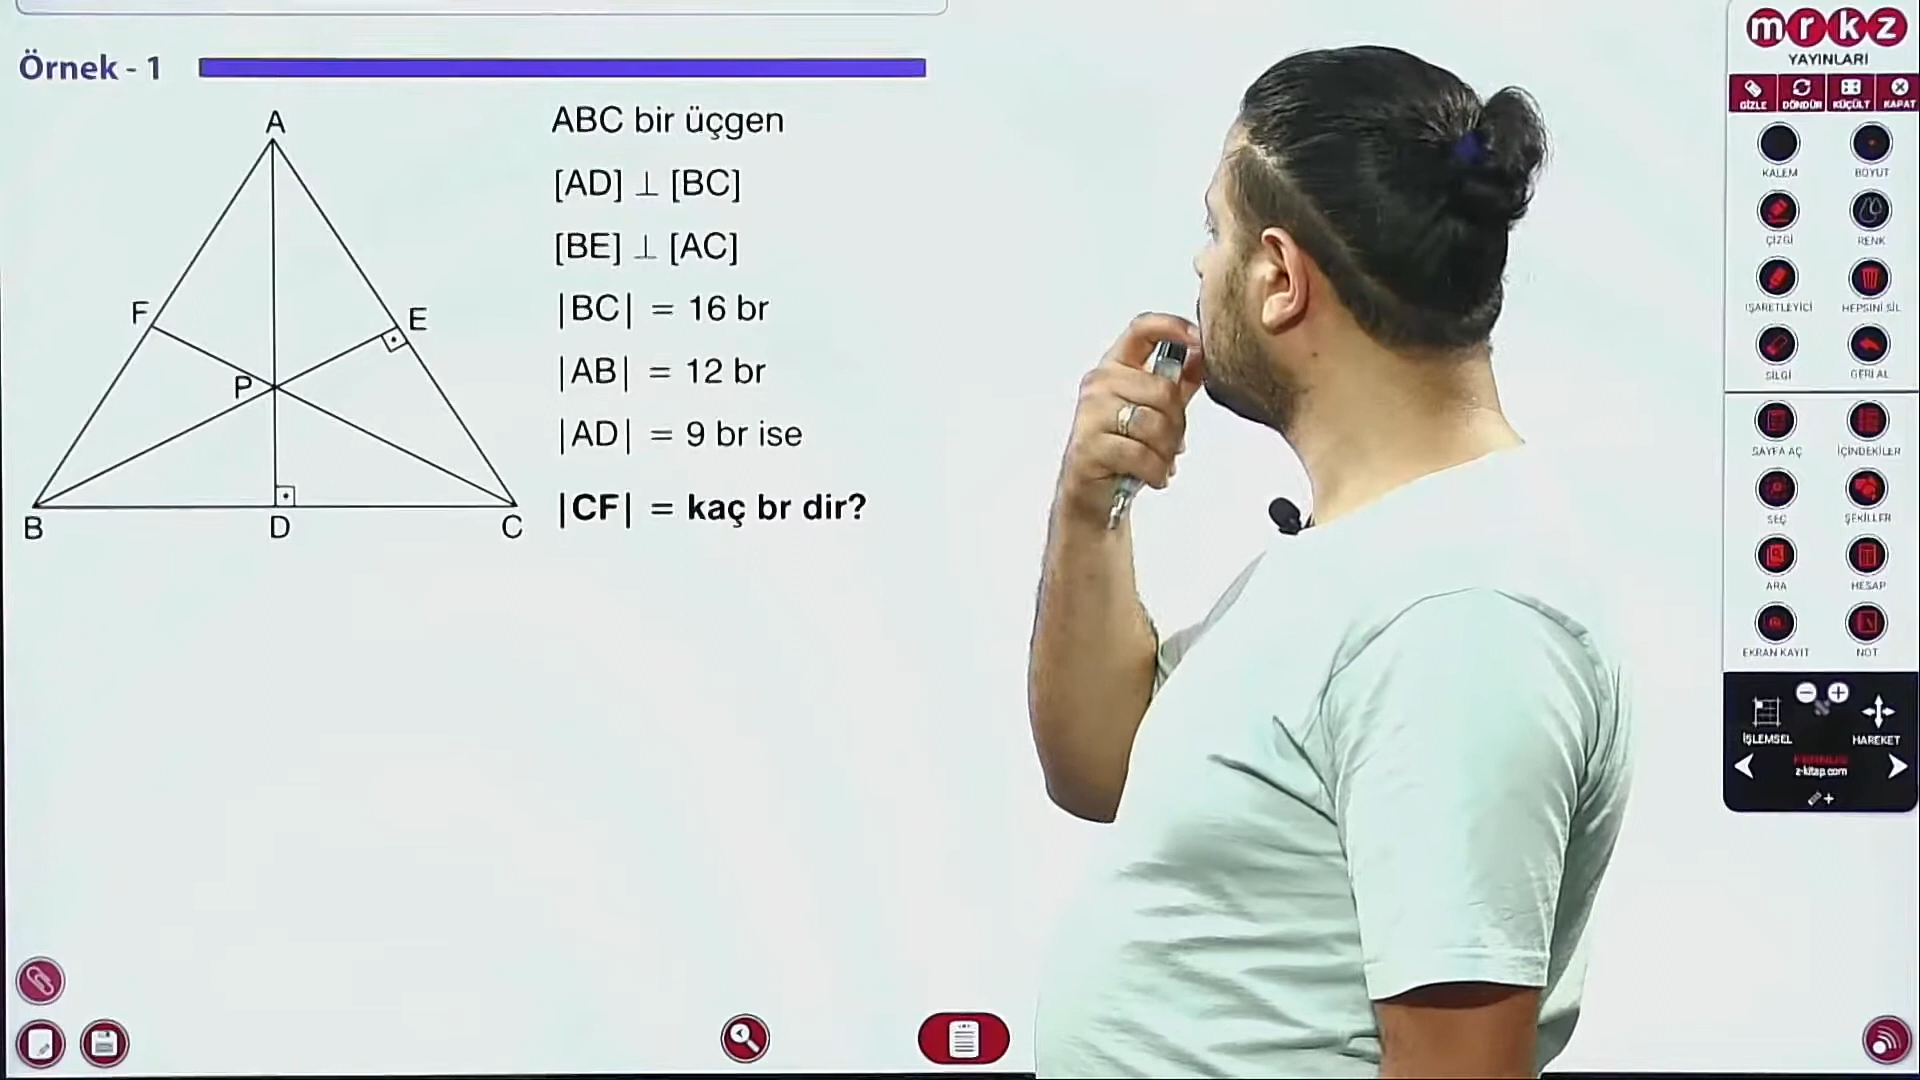 Örnek - 1
A
F
E
P
B
D
C
ABC bir üçgen
[AD] ⊥ [BC]
[BE] ⊥ [AC]
|BC| = 16 br
|AB| = 12 br
|AD| = 9 br ise
|CF| = kaç br dir?
mrkz
YAYINLARI
GİZLE DÖNDÜR KÜÇÜLT KAPAT
KALEM BOYUT
ÇİZGİ RENK
İŞARETLEYİCİ HEPSİNİ SİL
SİLGİ GERİ AL
SAYFA AÇ İÇİNDEKİLER
SEÇ ŞEKİLLER
ARA HESAP
EKRAN KAYIT NOT
İŞLEMSEL HAREKET
FERNUS
z-kitap.com